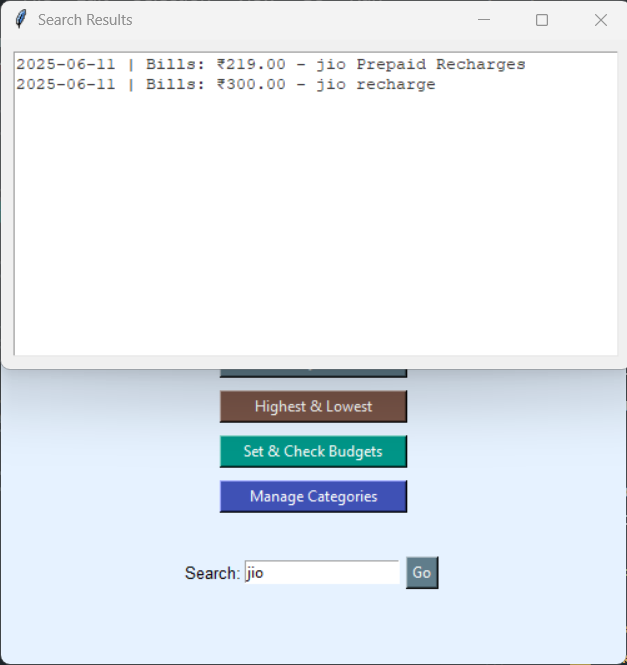 Search Results
2025-06-11 | Bills: ₹219.00 - jio Prepaid Recharges
2025-06-11 | Bills: ₹300.00 - jio recharge
Highest & Lowest
Set & Check Budgets
Manage Categories
Search: jio Go